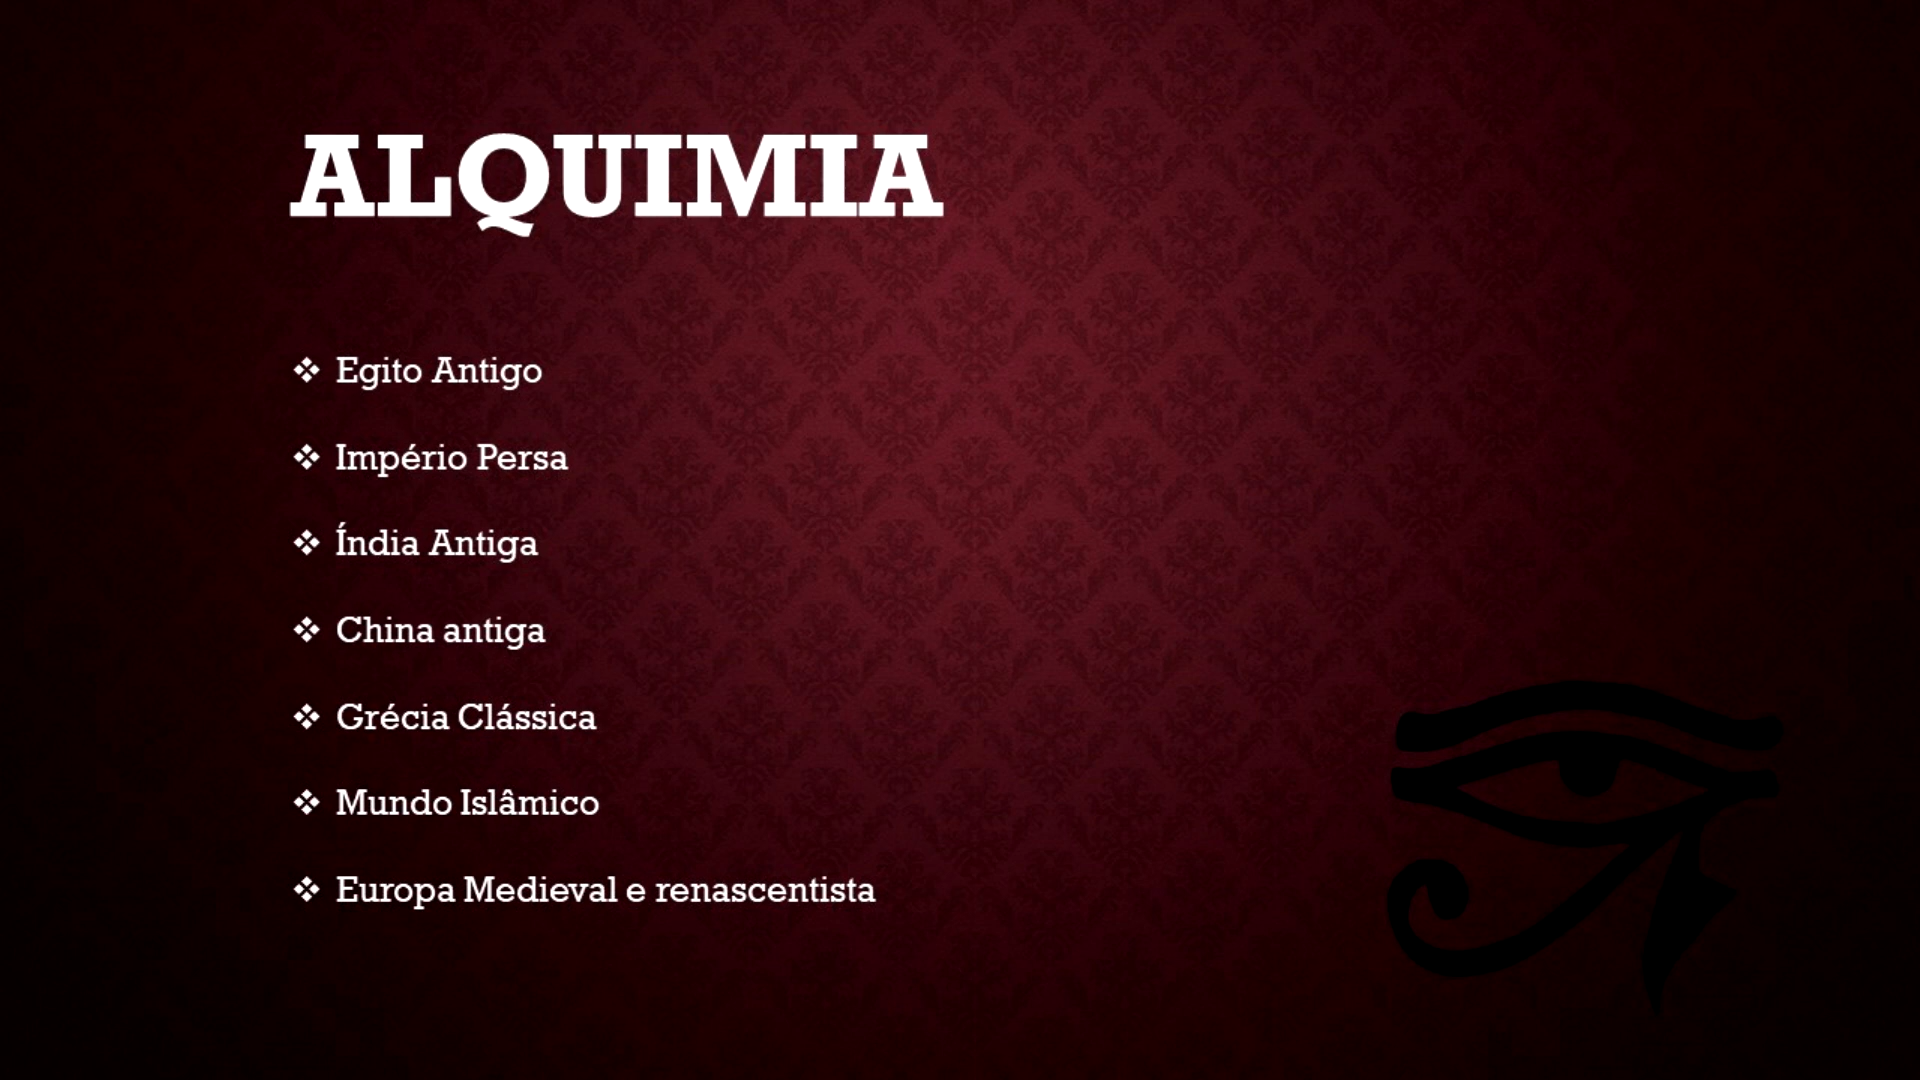 ALQUIMIA
❖ Egito Antigo
❖ Império Persa
❖ Índia Antiga
❖ China antiga
❖ Grécia Clássica
❖ Mundo Islâmico
❖ Europa Medieval e renascentista